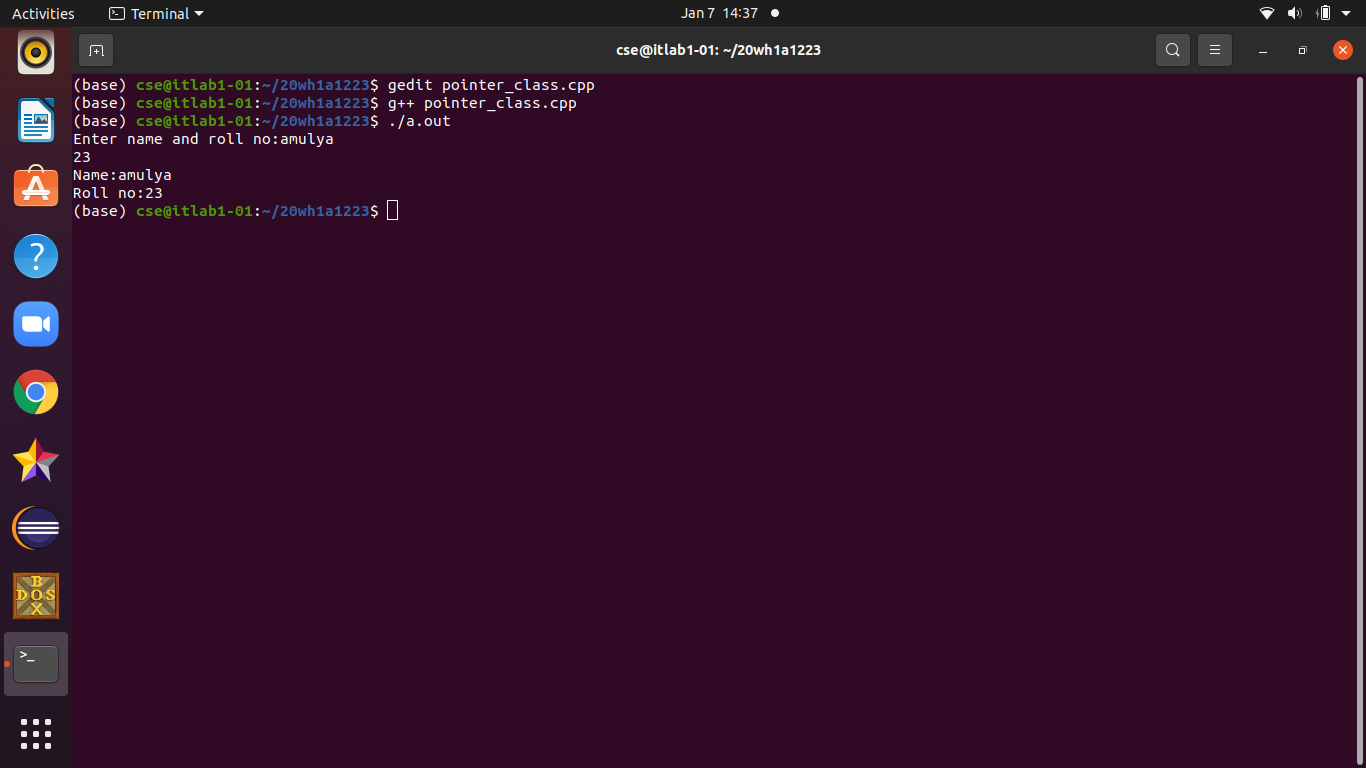 Activities
Terminal
Jan 7 14:37
cse@itlab1-01: ~/20wh1a1223
(base) cse@itlab1-01:~/20wh1a1223$ gedit pointer_class.cpp
(base) cse@itlab1-01:~/20wh1a1223$ g++ pointer_class.cpp
(base) cse@itlab1-01:~/20wh1a1223$ ./a.out
Enter name and roll no:amulya
23
Name:amulya
Roll no:23
(base) cse@itlab1-01:~/20wh1a1223$
?
B
DOS
X
>_